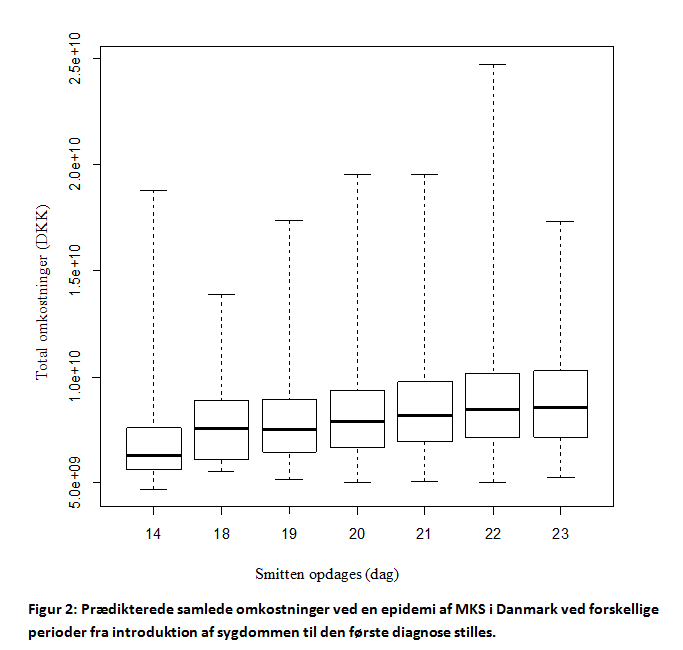 2.5e+10
2.0e+10
1.5e+10
1.0e+10
5.0e+09
Total omkostninger (DKK)
14 18 19 20 21 22 23
Smitten opdages (dag)
Figur 2: Prædikterede samlede omkostninger ved en epidemi af MKS i Danmark ved forskellige
perioder fra introduktion af sygdommen til den første diagnose stilles.